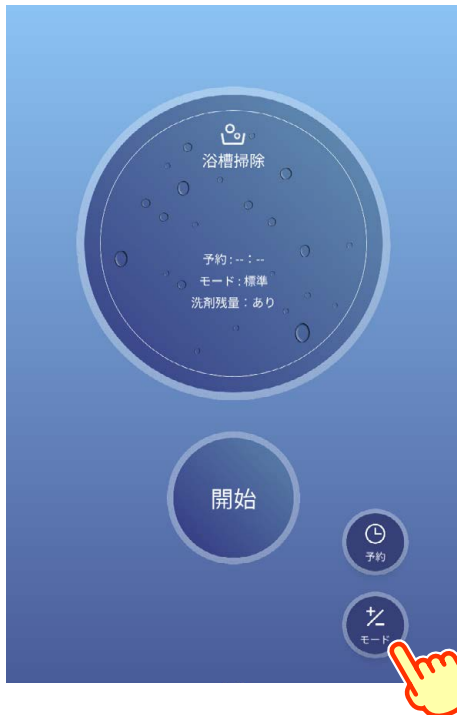 浴槽掃除
予約:--:--
モード:標準
洗剤残量:あり
開始
予約
モード